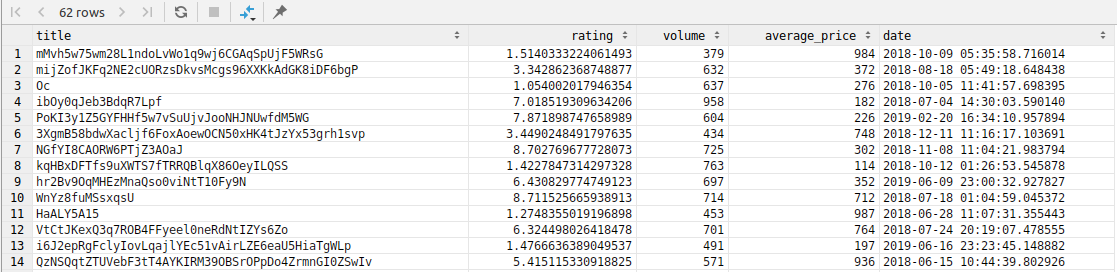 62 rows
title rating volume average_price date
1 mMvh5w75wm28L1ndoLvWo1q9wj6CGAqSpUjF5WRsG 1.5140333224061493 379 984 2018-10-09 05:35:58.716014
2 mijZofJKFq2NE2cUORzsDkvsMcgs96XXKkAdGK8iDF6bgP 3.342862368748877 632 372 2018-08-18 05:49:18.648438
3 Oc 1.054002017946354 637 276 2018-10-05 11:41:57.698395
4 ibOy0qJeb3BdqR7Lpf 7.018519309634206 958 182 2018-07-04 14:30:03.590140
5 PoKI3y1Z5GYFHHf5w7vSuUjvJooNHJNUwfdM5WG 7.871898747658989 604 226 2019-02-20 16:34:10.957894
6 3XgmB58bdwXacljf6FoxAoewOCN50xHK4tJzYx53grh1svp 3.4490248491797635 434 748 2018-12-11 11:16:17.103691
7 NGfYI8CAORW6PTjZ3AOaJ 8.702769677728073 725 302 2018-11-08 11:04:21.983794
8 kqHBxDFTfs9uXWTS7fTRRQBlqX86OeyILQSS 1.4227847314297328 763 114 2018-10-12 01:26:53.545878
9 hr2Bv9OqMHEzMnaQso0viNtT10Fy9N 6.430829774749123 697 352 2019-06-09 23:00:32.927827
10 WnYz8fuMSsxqsU 8.711525665938913 714 712 2018-07-18 01:04:59.045372
11 HaALY5A15 1.2748355019196898 453 987 2018-06-28 11:07:31.355443
12 VtCtJKexQ3q7ROB4FFyeel0neRdNtIZYs6Zo 6.324498026418478 701 764 2018-07-24 20:19:07.478555
13 i6J2epRgFclyIovLqajlYEc51vAirLZE6eaU5HiaTgWLp 1.4766636389049537 491 197 2019-06-16 23:23:45.148882
14 QzNSQqtZTUVebF3tT4AYKIRM39OBSrOPpDo4ZrmnGI0ZSwIv 5.415115330918825 571 936 2018-06-15 10:44:39.802926